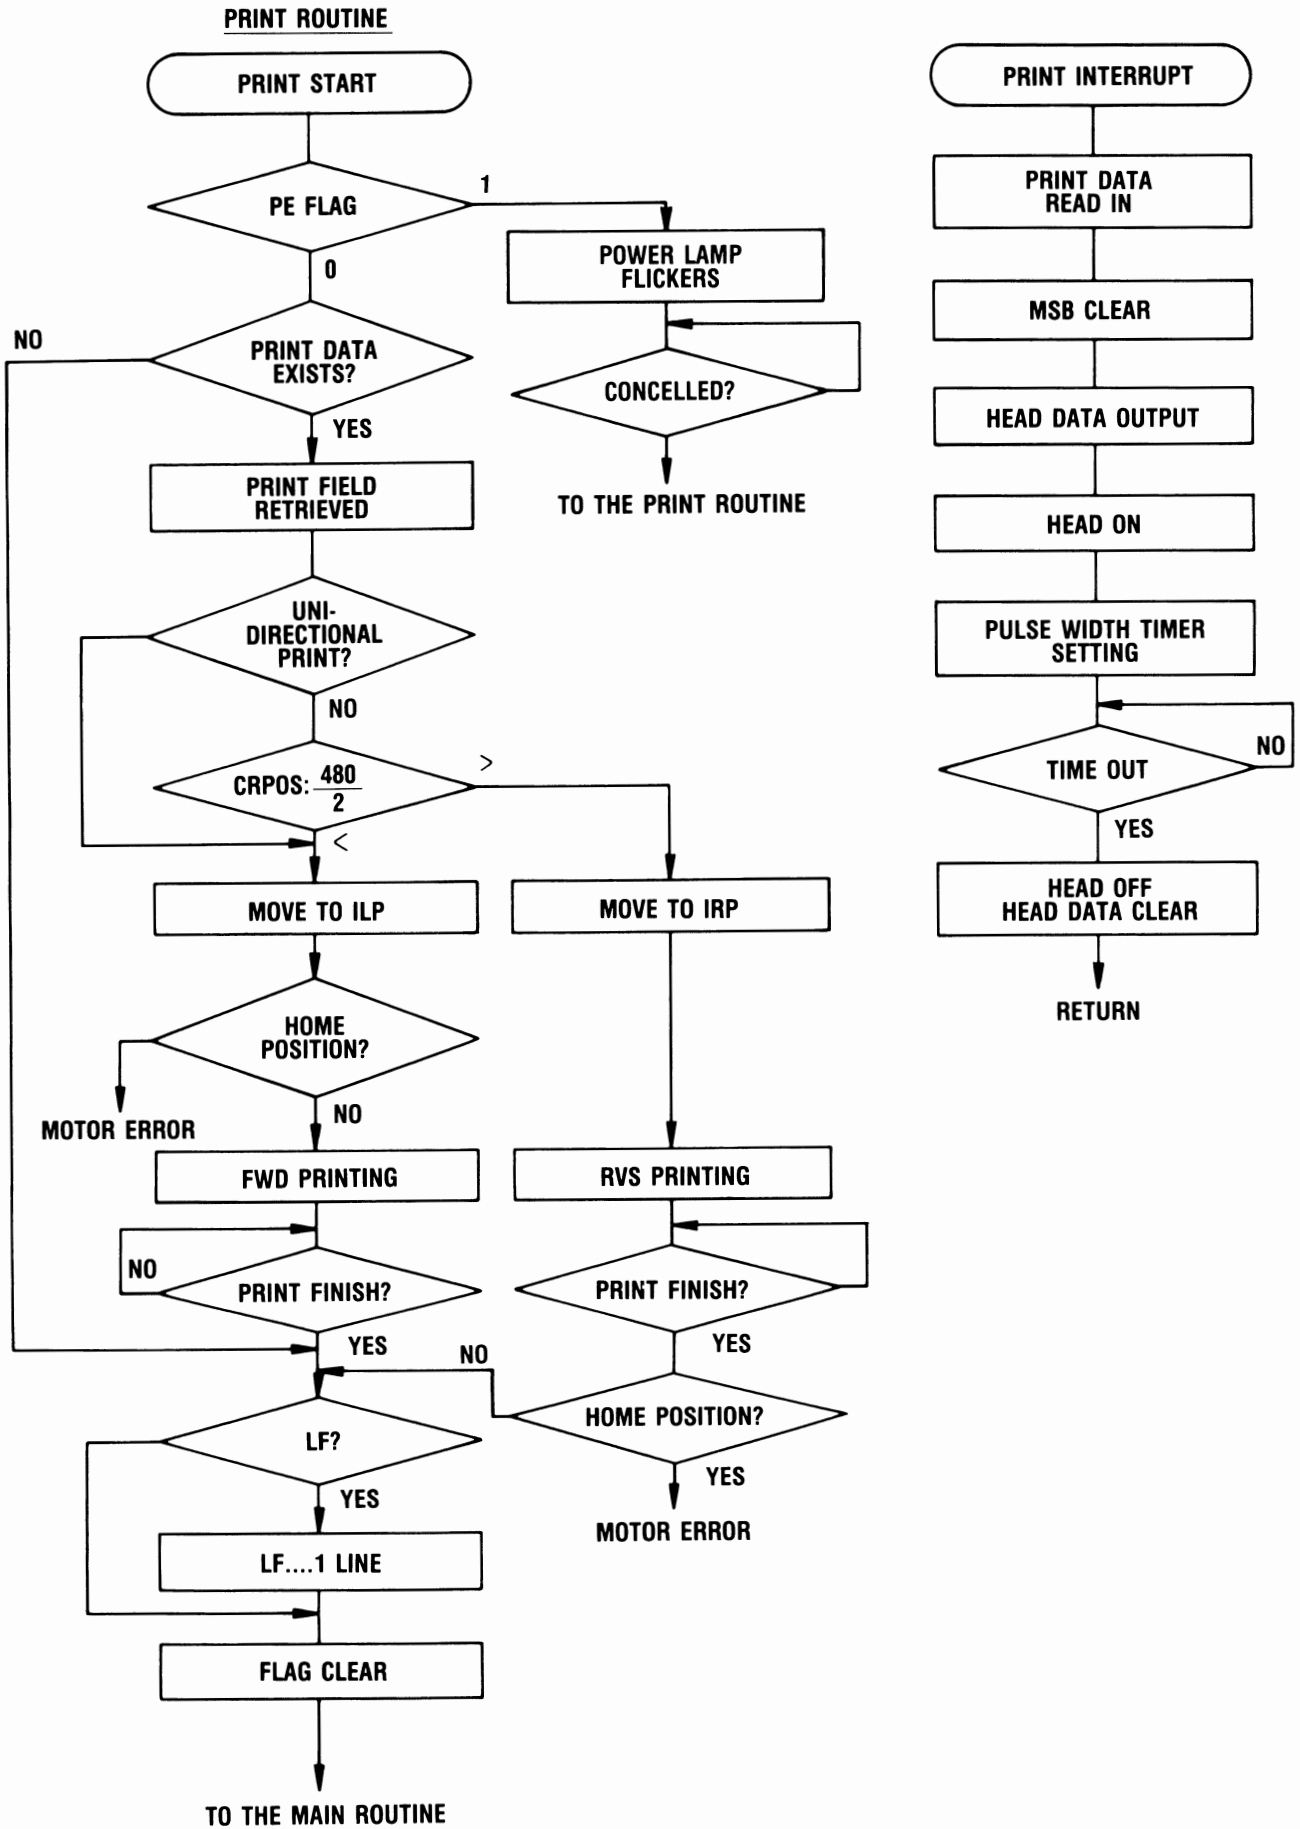 PRINT ROUTINE
PRINT START
PE FLAG
1
0
POWER LAMP
FLICKERS
CONCELLED?
TO THE PRINT ROUTINE
NO
PRINT DATA
EXISTS?
YES
PRINT FIELD
RETRIEVED
UNI-
DIRECTIONAL
PRINT?
NO
CRPOS: 480
2
>
<
MOVE TO ILP
MOVE TO IRP
HOME
POSITION?
MOTOR ERROR
NO
FWD PRINTING
RVS PRINTING
NO
PRINT FINISH?
YES
PRINT FINISH?
YES
NO
HOME POSITION?
YES
MOTOR ERROR
LF?
YES
LF....1 LINE
FLAG CLEAR
TO THE MAIN ROUTINE
PRINT INTERRUPT
PRINT DATA
READ IN
MSB CLEAR
HEAD DATA OUTPUT
HEAD ON
PULSE WIDTH TIMER
SETTING
TIME OUT
NO
YES
HEAD OFF
HEAD DATA CLEAR
RETURN